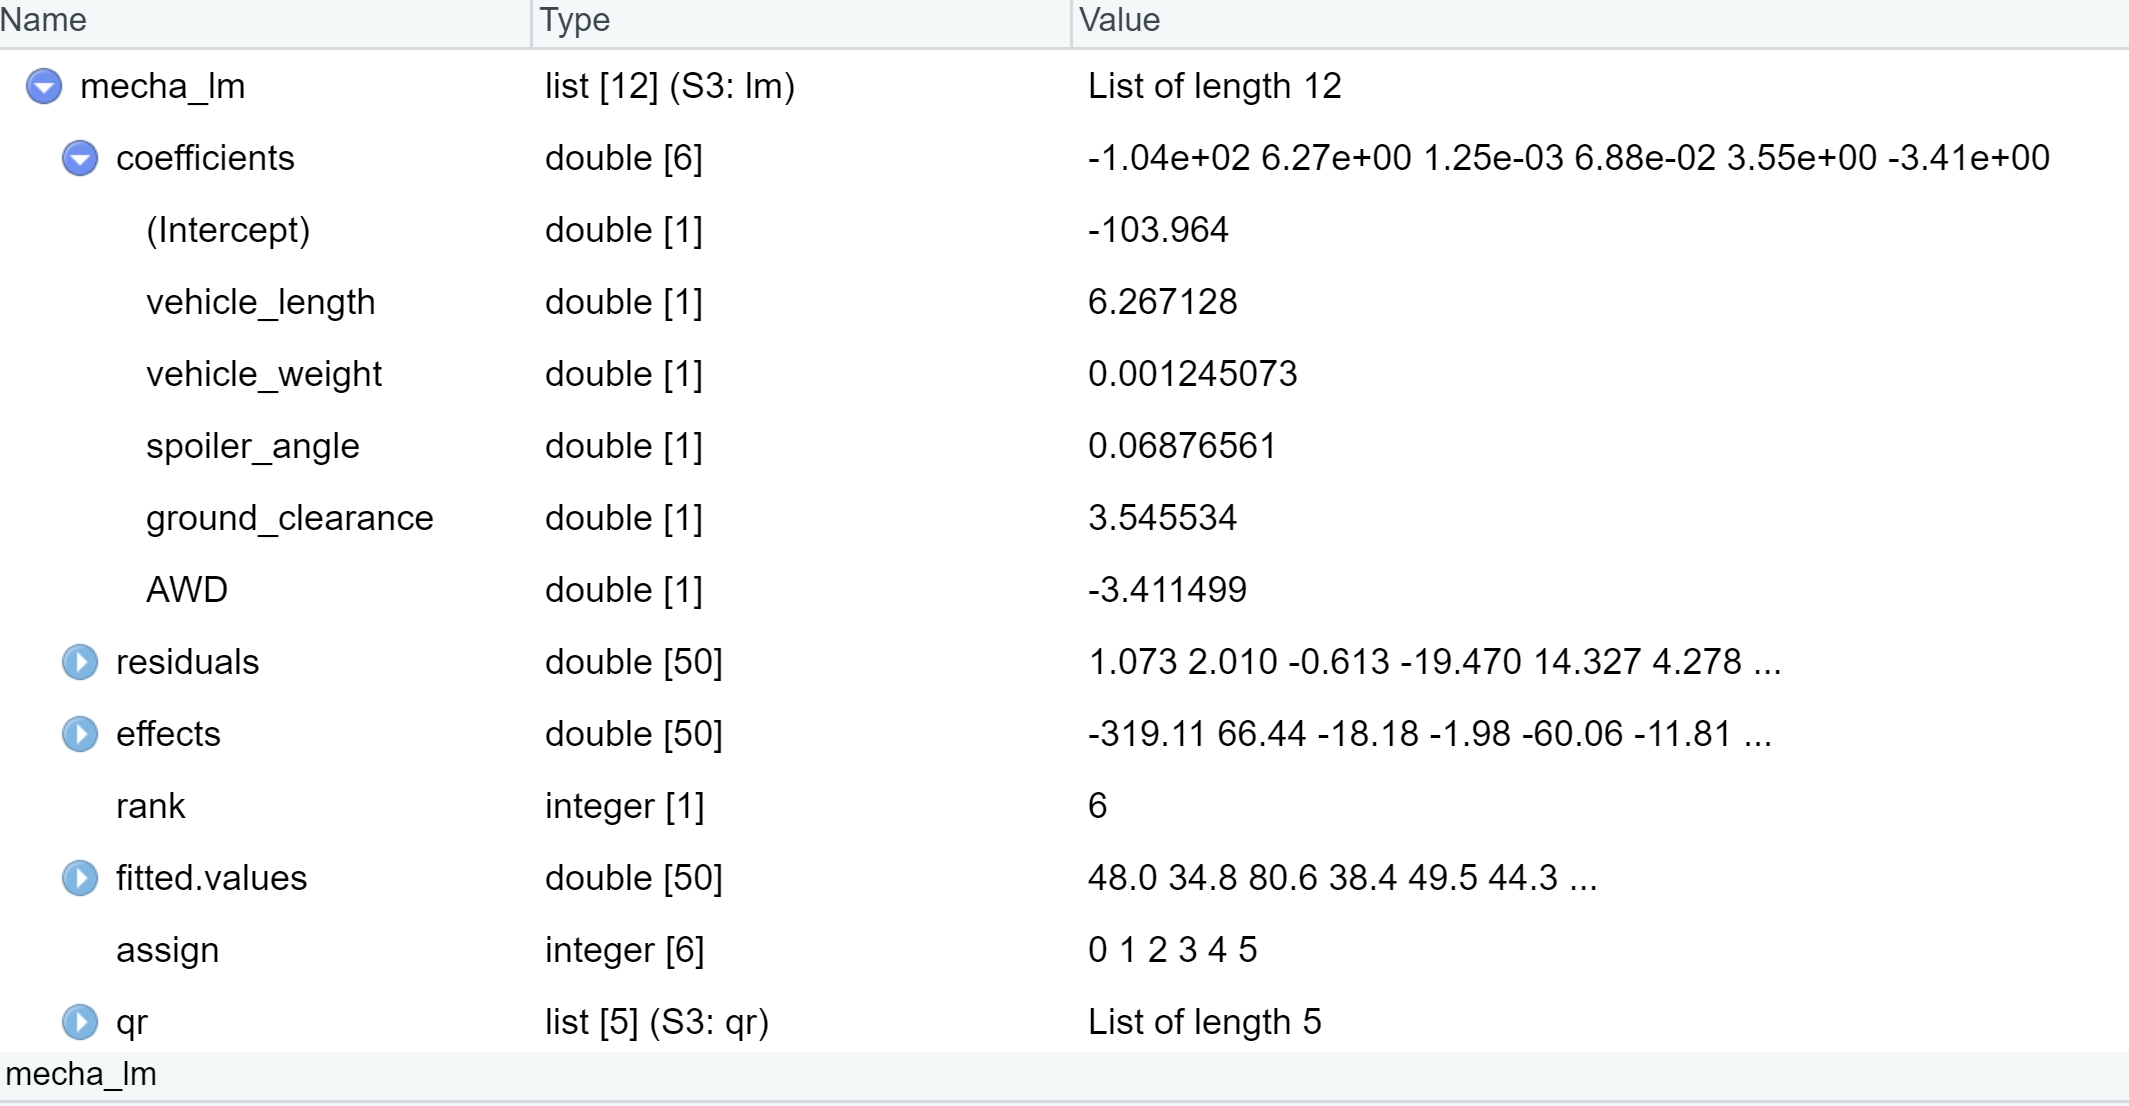 Name Type Value
mecha_lm list [12] (S3: lm) List of length 12
coefficients double [6] -1.04e+02 6.27e+00 1.25e-03 6.88e-02 3.55e+00 -3.41e+00
(Intercept) double [1] -103.964
vehicle_length double [1] 6.267128
vehicle_weight double [1] 0.001245073
spoiler_angle double [1] 0.06876561
ground_clearance double [1] 3.545534
AWD double [1] -3.411499
residuals double [50] 1.073 2.010 -0.613 -19.470 14.327 4.278 ...
effects double [50] -319.11 66.44 -18.18 -1.98 -60.06 -11.81 ...
rank integer [1] 6
fitted.values double [50] 48.0 34.8 80.6 38.4 49.5 44.3 ...
assign integer [6] 0 1 2 3 4 5
qr list [5] (S3: qr) List of length 5
mecha_lm